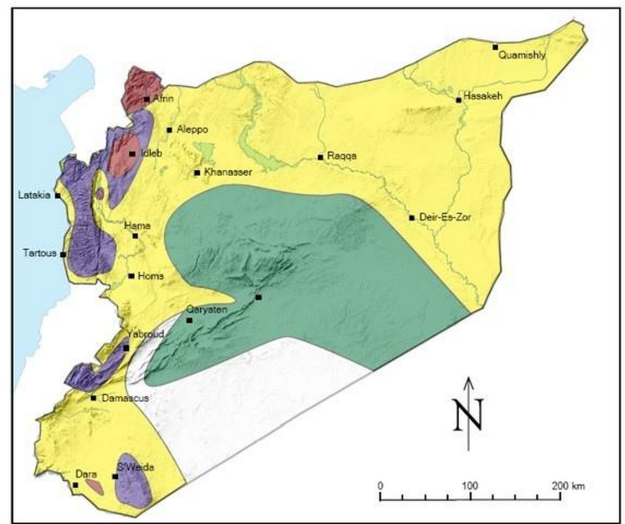 Quamishly
Afrin
Hasakeh
Aleppo
Idleb
Raqqa
Khanasser
Latakia
Deir-Es-Zor
Hama
Tartous
Homs
Qaryaten
Yabroud
Damascus
N
S'Weida
Dara
0 100 200 km